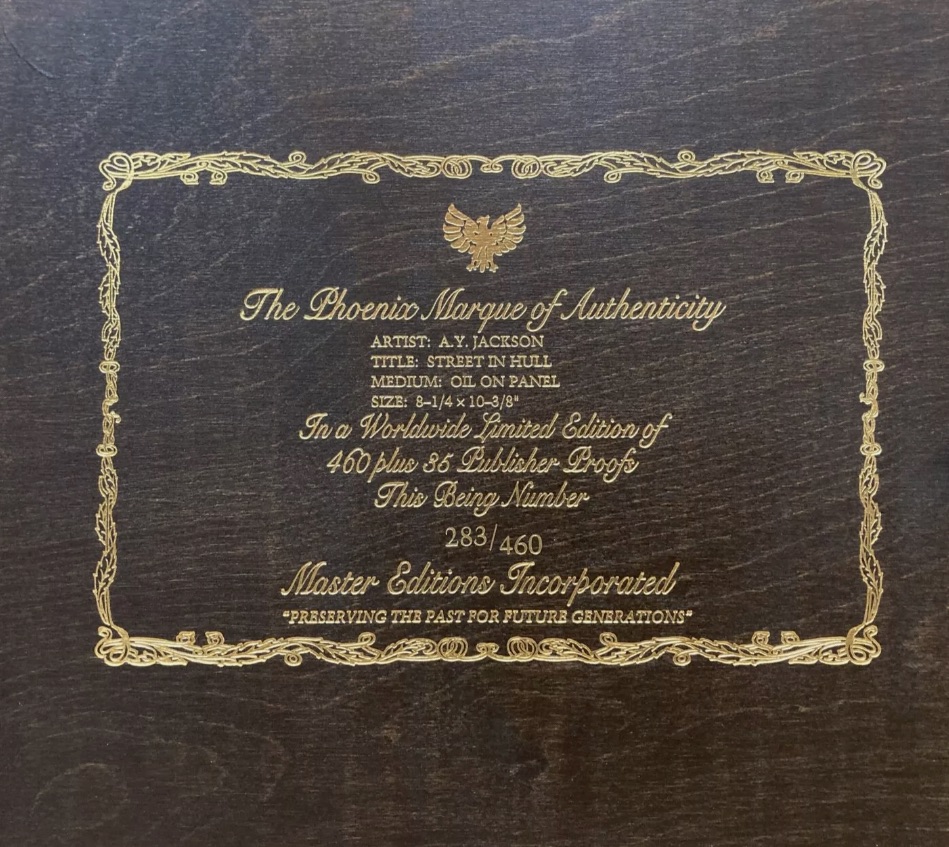 The Phoenix Marque of Authenticity
ARTIST: A.Y. JACKSON
TITLE: STREET IN HULL
MEDIUM: OIL ON PANEL
SIZE: 8-1/4 × 10-3/8"
In a Worldwide Limited Edition of
460 plus 35 Publisher Proofs
This Being Number
283/460
Master Editions Incorporated
"PRESERVING THE PAST FOR FUTURE GENERATIONS"